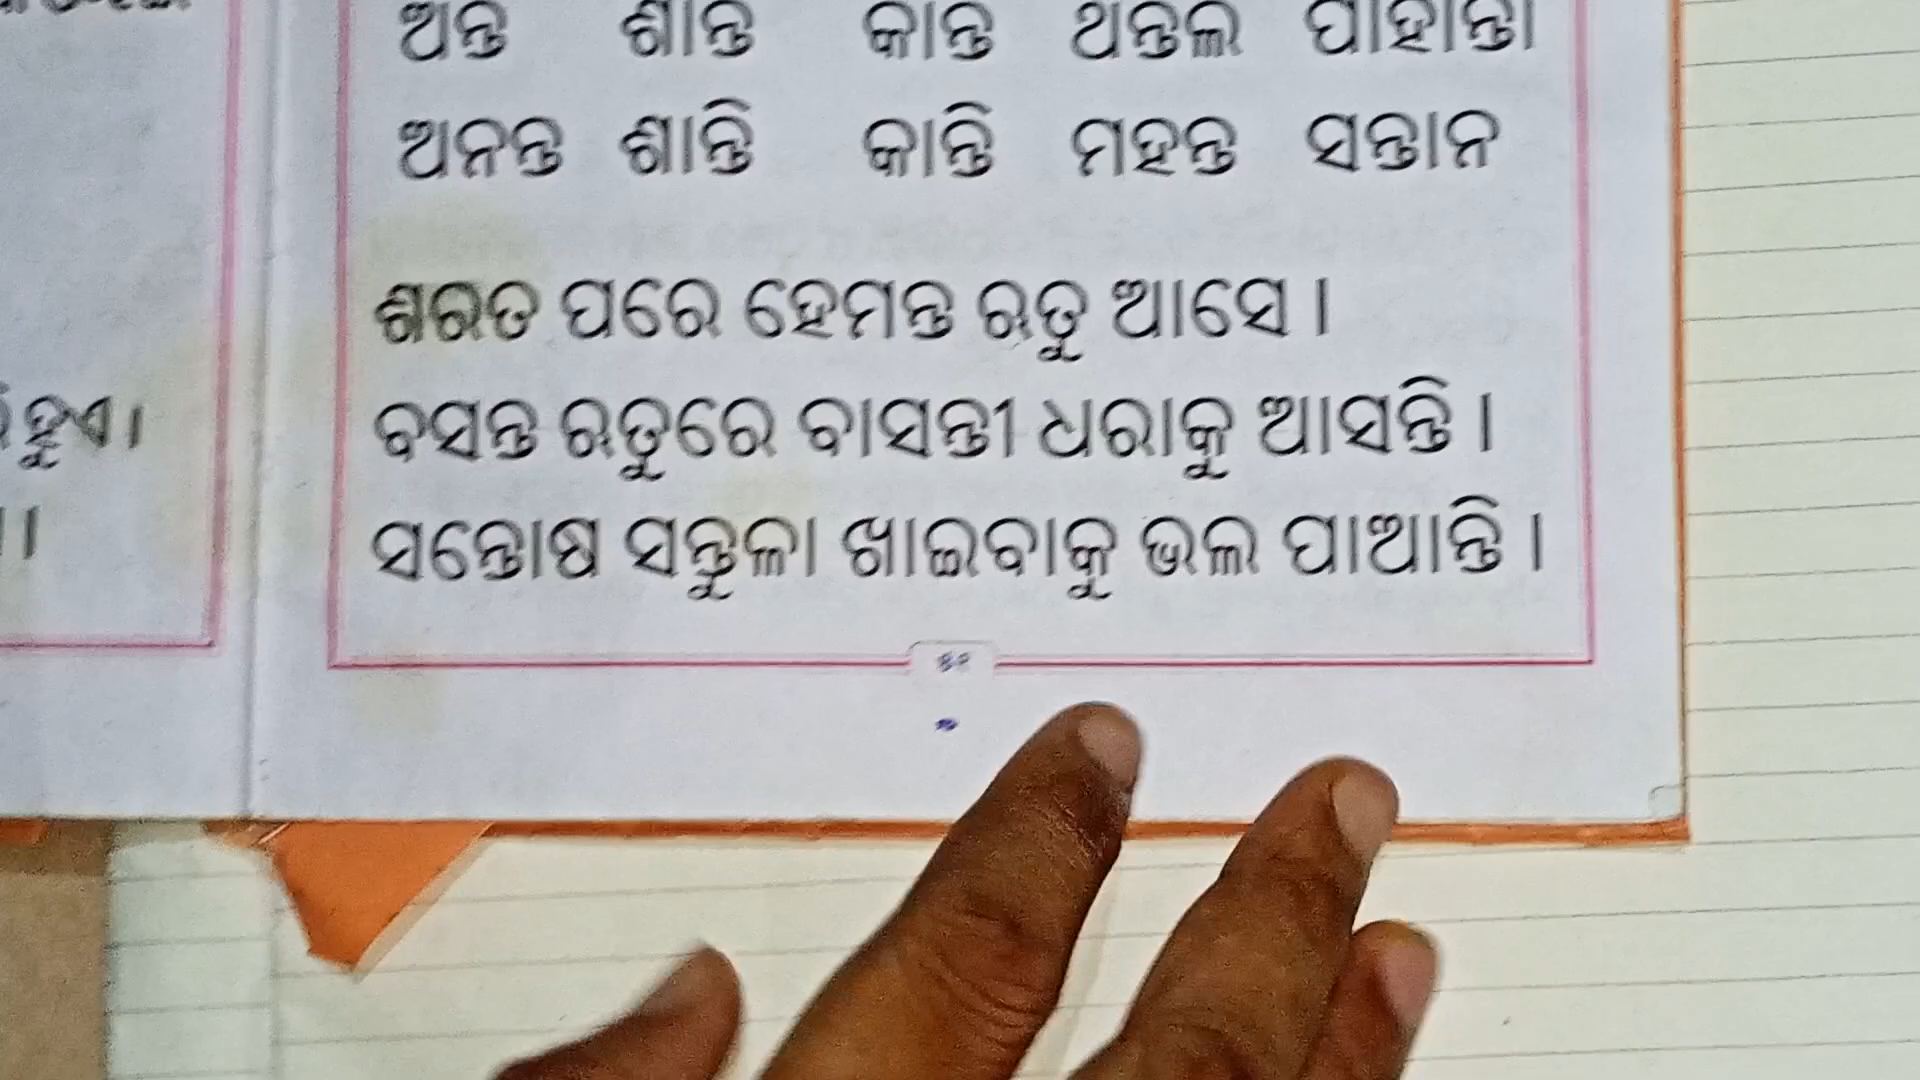 ହୁଏ।
ଅନ୍ତ ଶାନ୍ତ କାନ୍ତ ଥନ୍ତଲ ପାହାନ୍ତା
ଅନନ୍ତ ଶାନ୍ତି କାନ୍ତି ମହନ୍ତ ସନ୍ତାନ
ଶରତ ପରେ ହେମନ୍ତ ଋତୁ ଆସେ ।
ବସନ୍ତ ଋତୁରେ ବାସନ୍ତୀ ଧରାକୁ ଆସନ୍ତି ।
ସନ୍ତୋଷ ସନ୍ତୁଳା ଖାଇବାକୁ ଭଲ ପାଆନ୍ତି ।